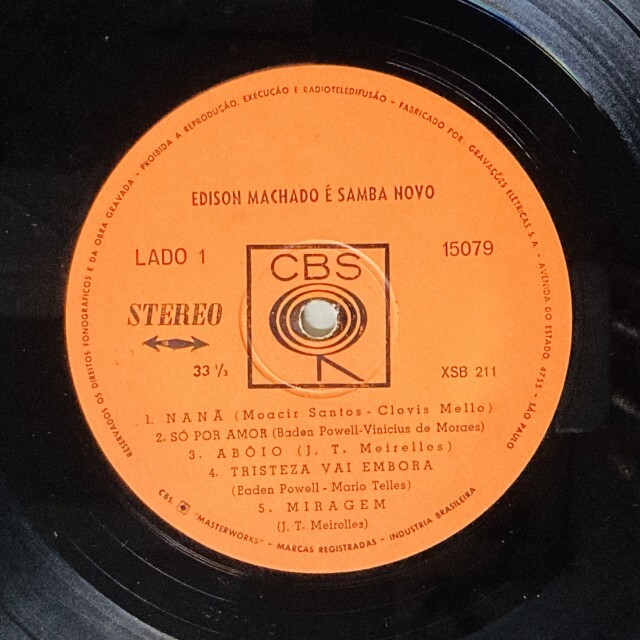 RESERVADOS OS DIREITOS FONOGRÁFICOS E DA OBRA GRAVADA - PROIBIDA A REPRODUÇÃO, EXECUÇÃO E RADIOTELEDIFUSÃO - FABRICADO POR GRAVAÇÕES ELÉTRICAS S A - AVENIDA DO ESTADO, 4755 - SÃO PAULO
EDISON MACHADO É SAMBA NOVO
LADO 1
CBS
15079
STEREO
33 1/3
XSB 211
1. NANÃ (Moacir Santos - Clovis Mello)
2. SÓ POR AMOR (Baden Powell-Vinicius de Moraes)
3. ABÔIO (J. T. Meirelles)
4. TRISTEZA VAI EMBORA
(Baden Powell - Mario Telles)
5. MIRAGEM
(J. T. Meirelles)
CBS, "MASTERWORKS" - MARCAS REGISTRADAS - INDUSTRIA BRASILEIRA